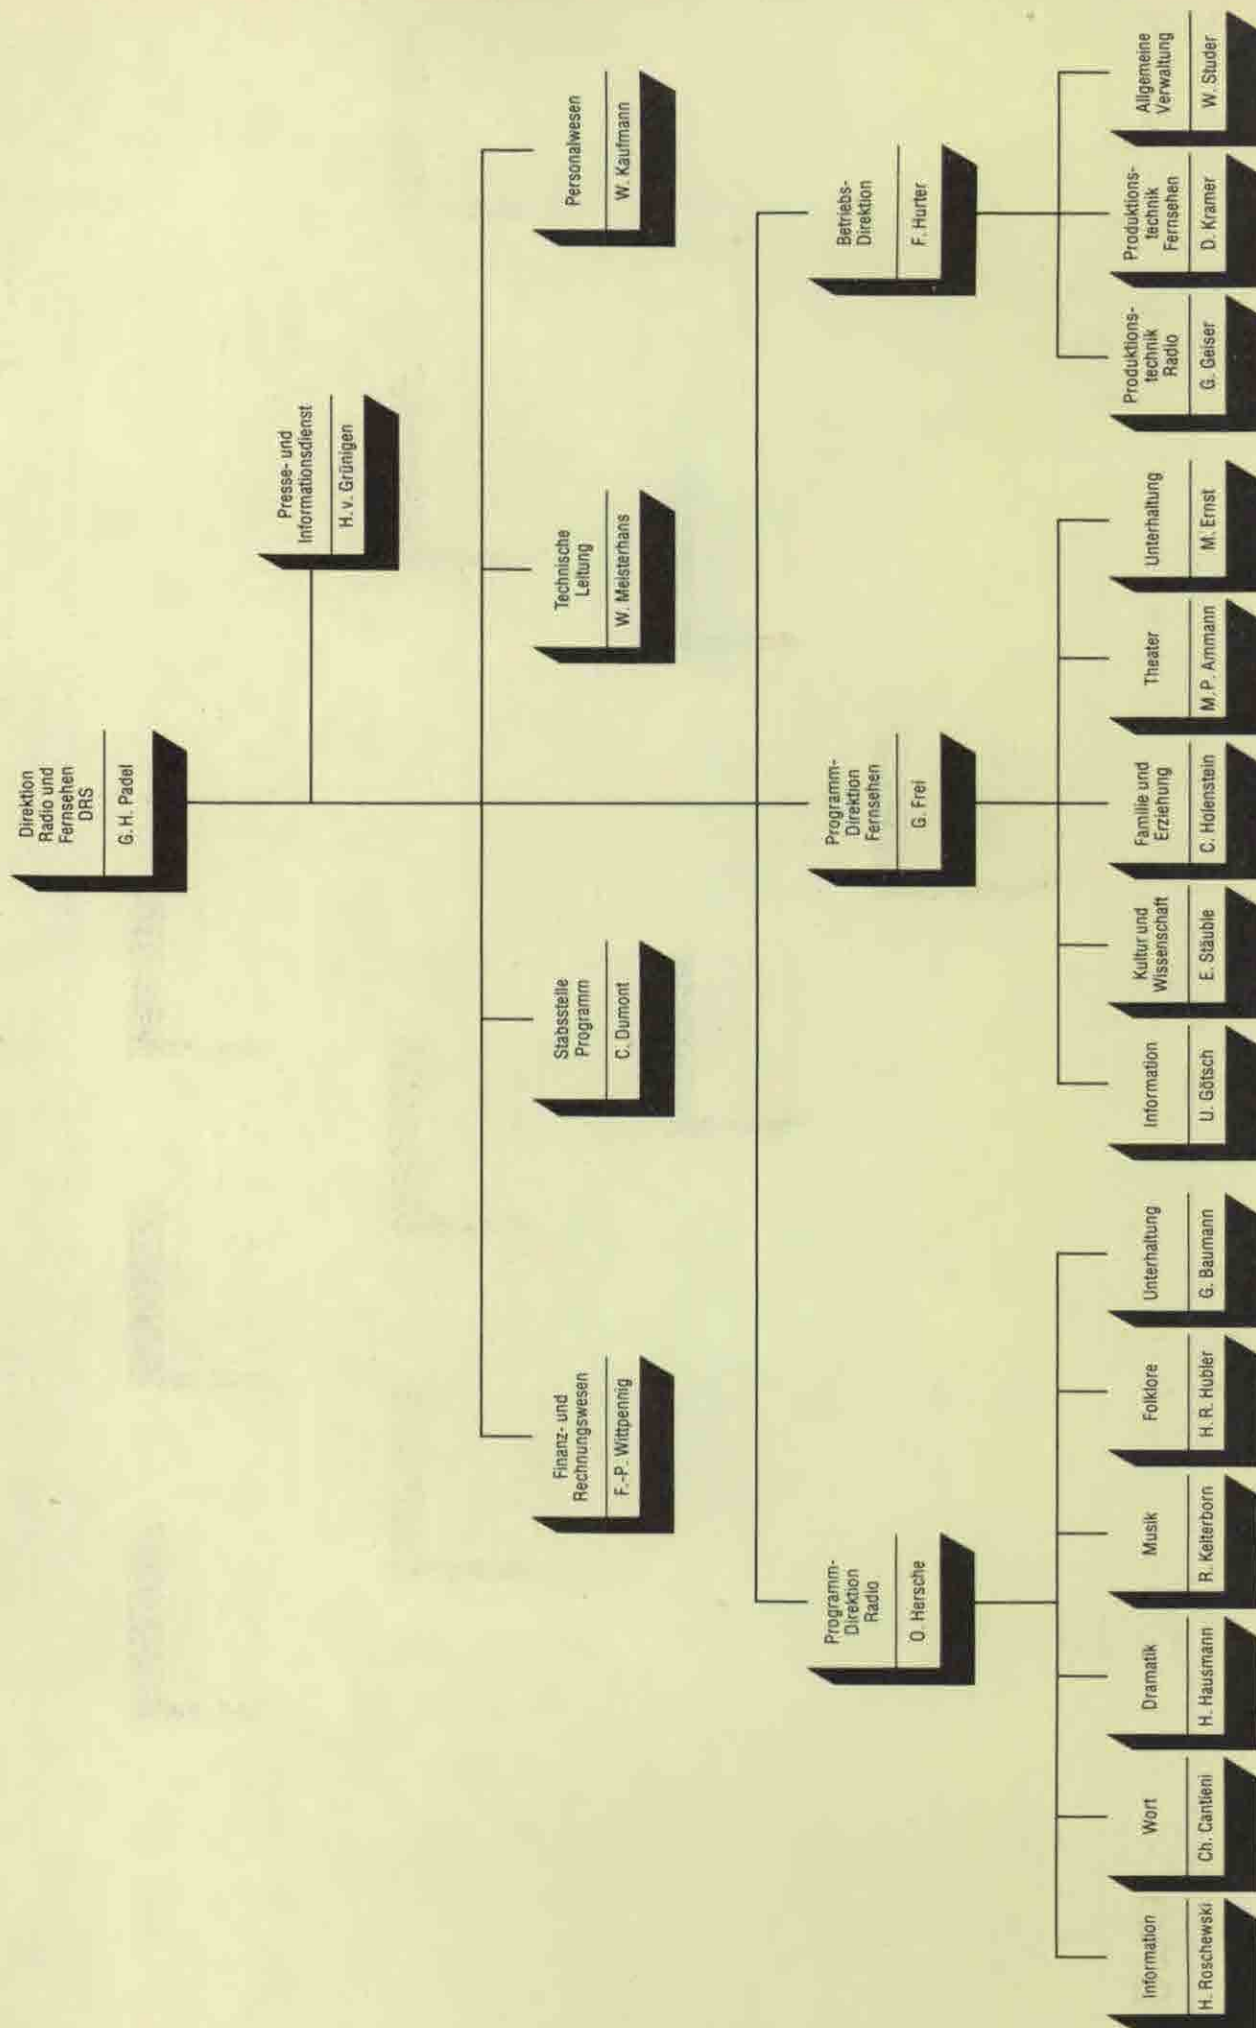 Direktion
Radio und
Fernsehen
DRS
G. H. Padel
Presse- und
Informationsdienst
H. v. Grünigen
Finanz- und
Rechnungswesen
F.-P. Wittpennig
Stabsstelle
Programm
C. Dumont
Technische
Leitung
W. Meisterhans
Personalwesen
W. Kaufmann
Programm-
Direktion
Radio
O. Hersche
Programm-
Direktion
Fernsehen
G. Frei
Betriebs-
Direktion
F. Hurter
Information
H. Roschewski
Wort
Ch. Cantieni
Dramatik
H. Hausmann
Musik
R. Kelterborn
Folklore
H. R. Hubler
Unterhaltung
G. Baumann
Information
U. Götsch
Kultur und
Wissenschaft
E. Stäuble
Familie und
Erziehung
C. Holenstein
Theater
M. P. Ammann
Unterhaltung
M. Ernst
Produktions-
technik
Radio
G. Geiser
Produktions-
technik
Fernsehen
D. Kramer
Allgemeine
Verwaltung
W. Studer